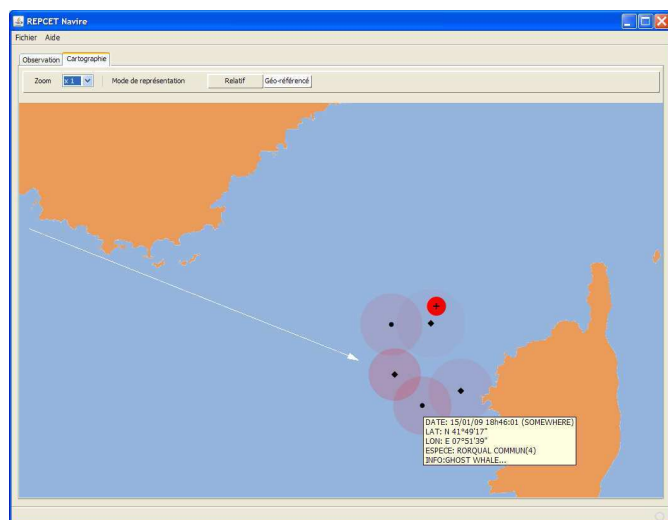 REPCET Navire
Fichier Aide
Observation Cartographie
Zoom x 1 Mode de représentation Relatif Géo-référencé
DATE: 15/01/09 18h46:01 (SOMEWHERE)
LAT: N 41°49'17"
LON: E 07°51'39"
ESPECE: RORQUAL COMMUN(4)
INFO:GHOST WHALE...